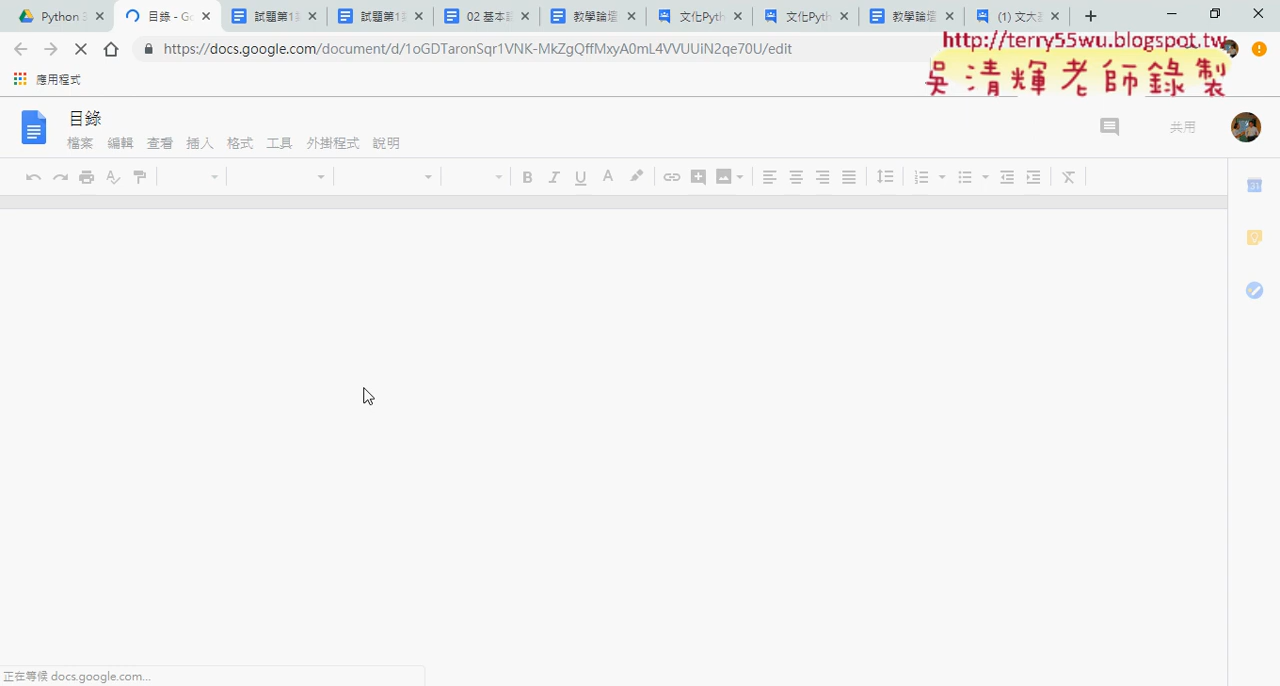 Python
目錄 - Go
試題第1
試題第1
02 基本
教學論壇
文化Pyth
文化Pyth
教學論壇
(1) 文大
https://docs.google.com/document/d/1oGDTaronSqr1VNK-MkZgQffMxyA0mL4VVUUiN2qe70U/edit
http://terry55wu.blogspot.tw
應用程式
吳清輝老師錄製
目錄
檔案 編輯 查看 插入 格式 工具 外掛程式 說明
共用
B I U A
31
正在等候 docs.google.com...